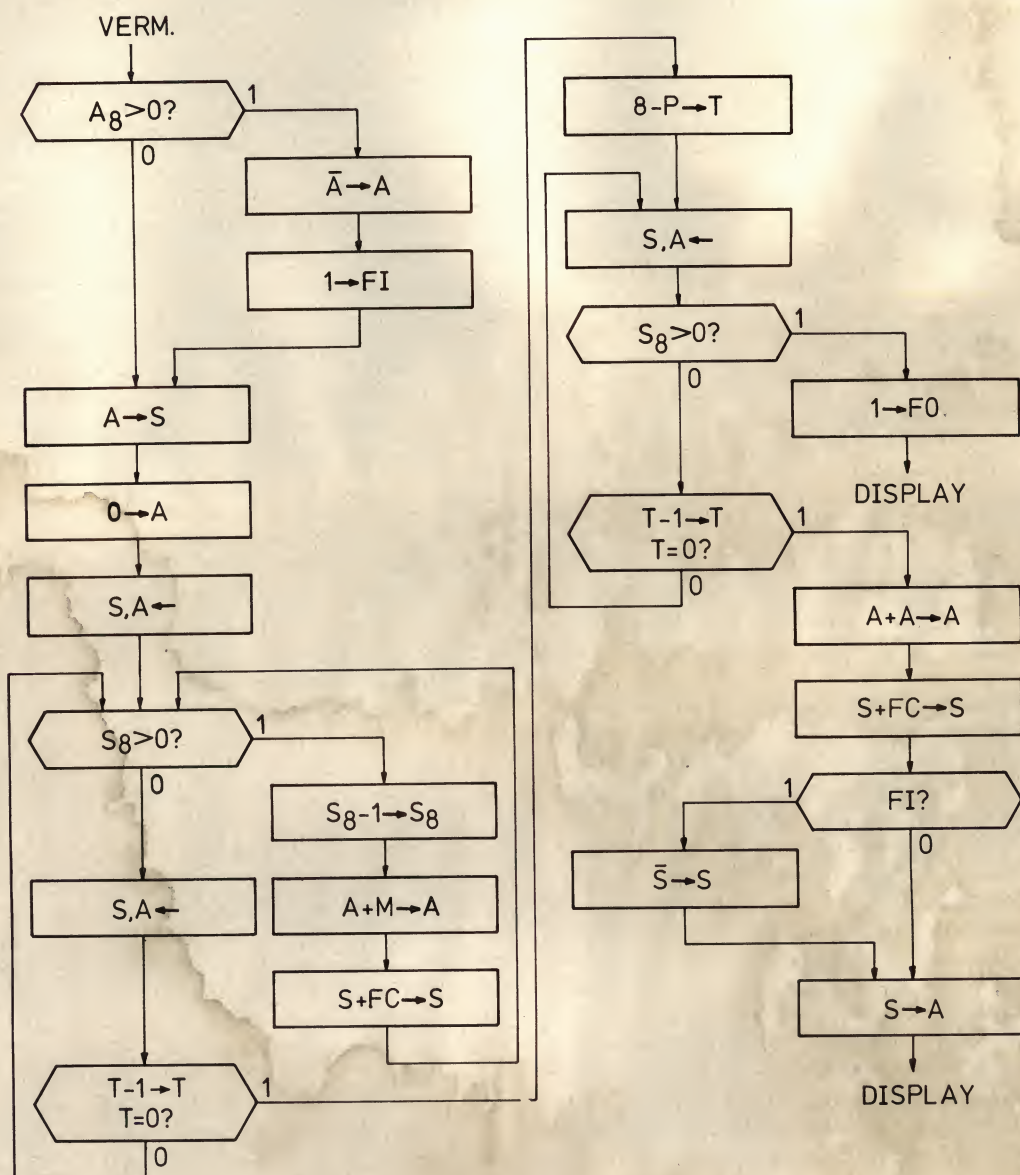 VERM.
A₈>0?
1
0
Ā→A
1→FI
A→S
0→A
S,A←
S₈>0?
1
0
S₈-1→S₈
A+M→A
S+FC→S
S,A←
T-1→T
T=0?
1
0
8-P→T
S,A←
S₈>0?
1
0
1→F0.
DISPLAY
T-1→T
T=0?
1
0
A+A→A
S+FC→S
FI?
1
0
S̄→S
S→A
DISPLAY